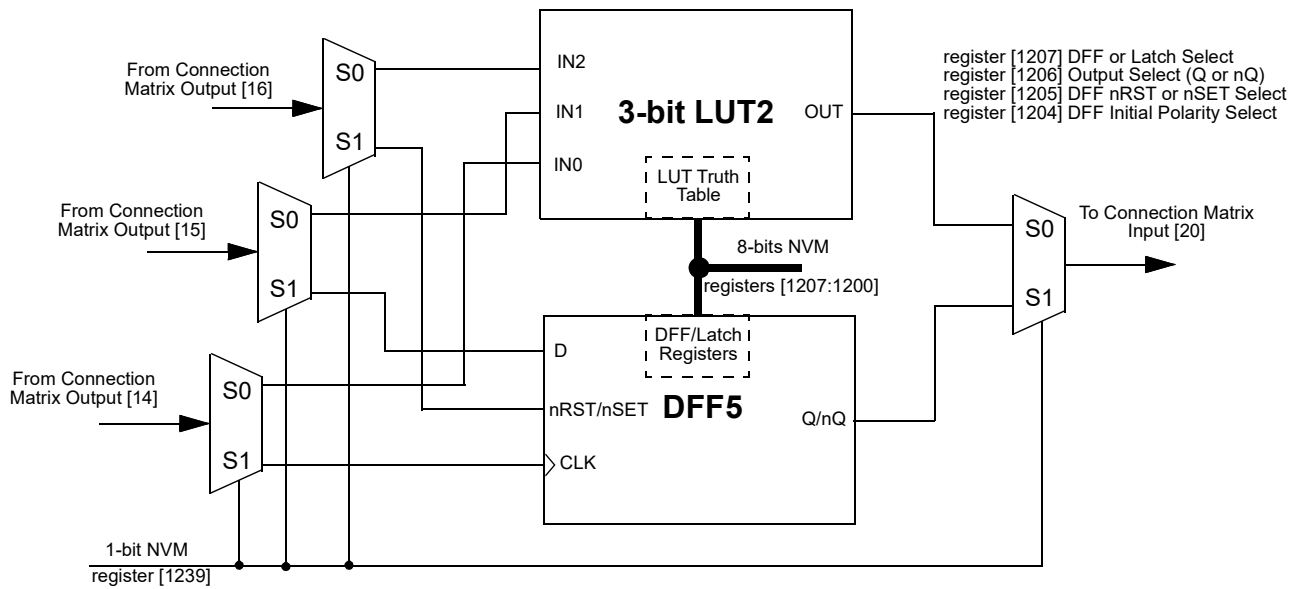 From Connection
Matrix Output [16]
S0
S1
IN2
IN1
IN0
3-bit LUT2
OUT
LUT Truth
Table
register [1207] DFF or Latch Select
register [1206] Output Select (Q or nQ)
register [1205] DFF nRST or nSET Select
register [1204] DFF Initial Polarity Select
From Connection
Matrix Output [15]
S0
S1
8-bits NVM
registers [1207:1200]
S0
S1
To Connection Matrix
Input [20]
From Connection
Matrix Output [14]
S0
S1
DFF/Latch
Registers
D
nRST/nSET
DFF5
CLK
Q/nQ
1-bit NVM
register [1239]